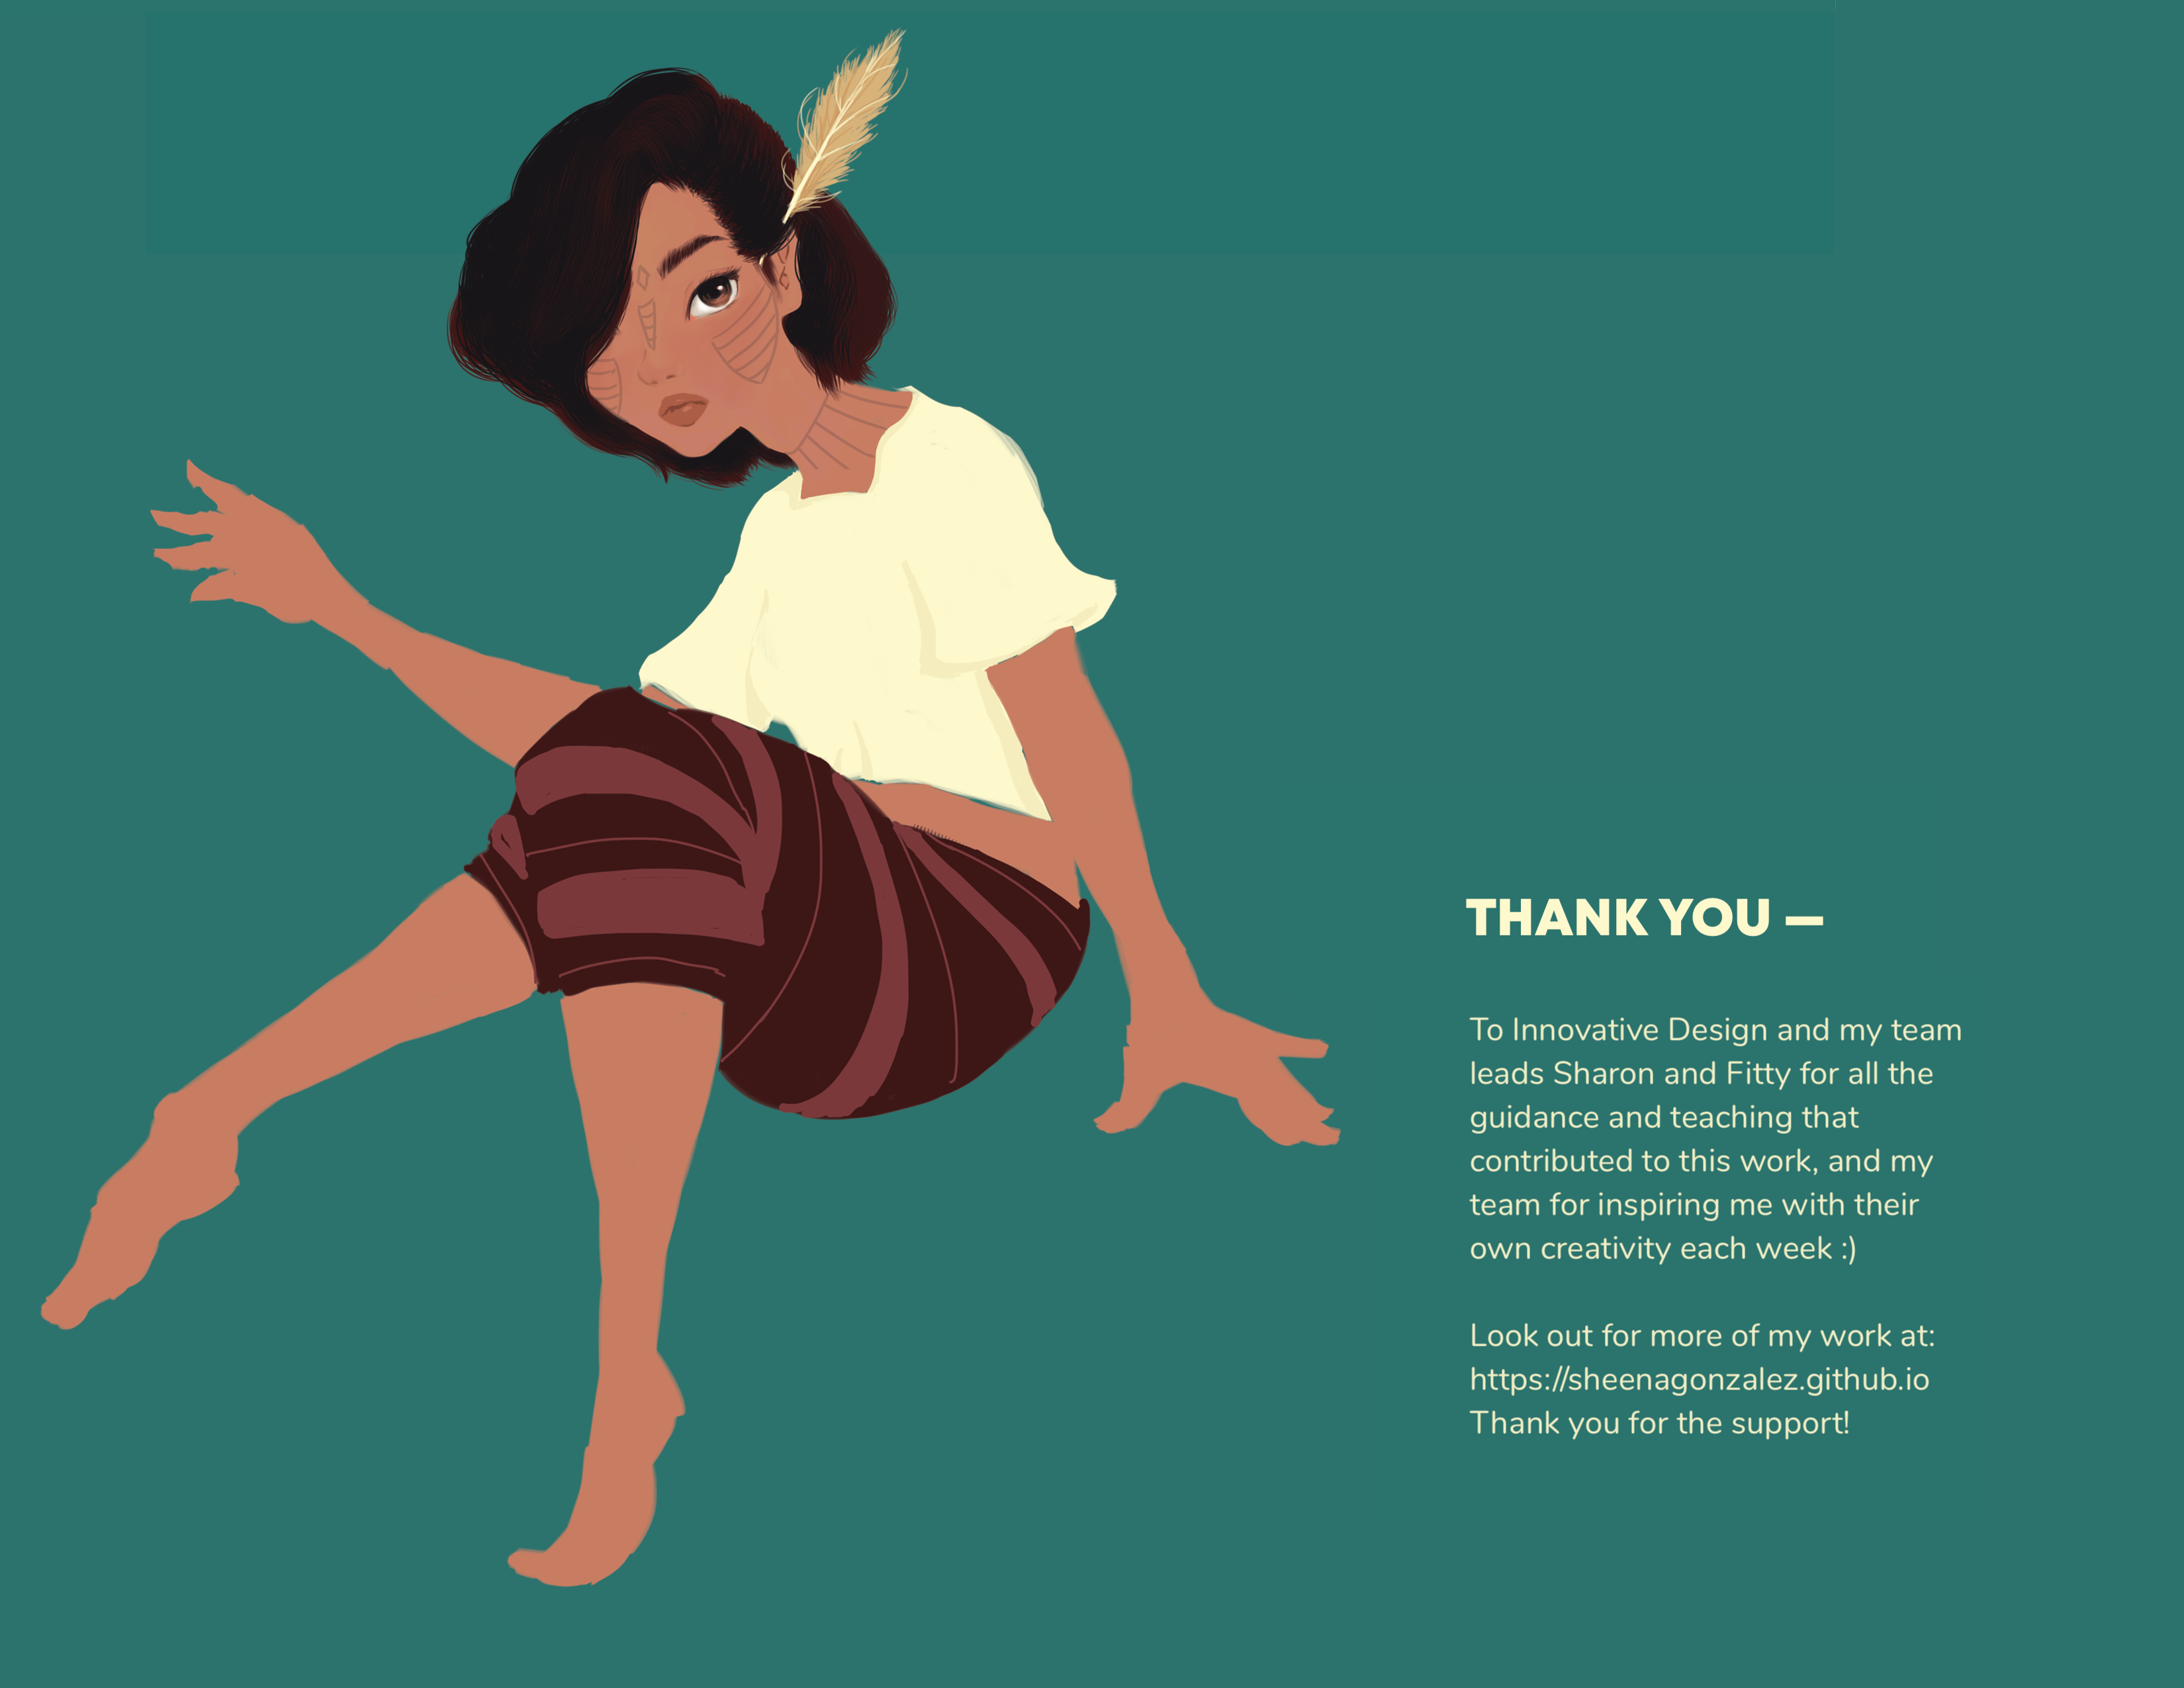 THANK YOU —
To Innovative Design and my team
leads Sharon and Fitty for all the
guidance and teaching that
contributed to this work, and my
team for inspiring me with their
own creativity each week :)
Look out for more of my work at:
https://sheenagonzalez.github.io
Thank you for the support!